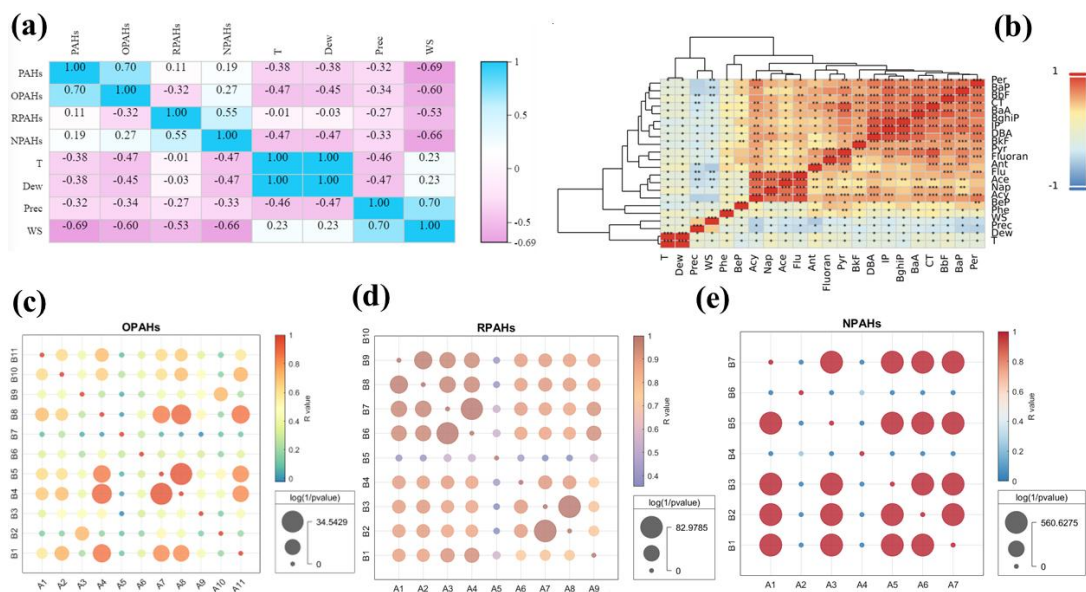 (a)
PAHs OPAHs RPAHs NPAHs T Dew Prec WS
PAHs 1.00 0.70 0.11 0.19 -0.38 -0.38 -0.32 -0.69
OPAHs 0.70 1.00 -0.32 0.27 -0.47 -0.45 -0.34 -0.60
RPAHs 0.11 -0.32 1.00 0.55 -0.01 -0.03 -0.27 -0.53
NPAHs 0.19 0.27 0.55 1.00 -0.47 -0.47 -0.33 -0.66
T -0.38 -0.47 -0.01 -0.47 1.00 1.00 -0.46 0.23
Dew -0.38 -0.45 -0.03 -0.47 1.00 1.00 -0.47 0.23
Prec -0.32 -0.34 -0.27 -0.33 -0.46 -0.47 1.00 0.70
WS -0.69 -0.60 -0.53 -0.66 0.23 0.23 0.70 1.00
1
0.5
0
-0.5
-0.69
(b)
Per
BaP
BbF
CT
BaA
BghiP
IP
DBA
BkF
Pyr
Fluoran
Ant
Flu
Ace
Nap
Acy
BeP
Phe
WS
Prec
Dew
T
T Dew Prec WS Phe BeP Acy Nap Ace Flu Ant Fluoran Pyr BkF DBA IP BghiP BaA CT BbF BaP Per
1
-1
(c)
OPAHs
B11
B10
B9
B8
B7
B6
B5
B4
B3
B2
B1
A1 A2 A3 A4 A5 A6 A7 A8 A9 A10 A11
1
0.8
0.6
0.4
0.2
0
R value
log(1/pvalue)
34.5429
0
(d)
RPAHs
B10
B9
B8
B7
B6
B5
B4
B3
B2
B1
A1 A2 A3 A4 A5 A6 A7 A8 A9
1
0.9
0.8
0.7
0.6
0.5
0.4
R value
log(1/pvalue)
82.9785
0
(e)
NPAHs
B7
B6
B5
B4
B3
B2
B1
A1 A2 A3 A4 A5 A6 A7
1
0.8
0.6
0.4
0.2
0
R value
log(1/pvalue)
560.6275
0